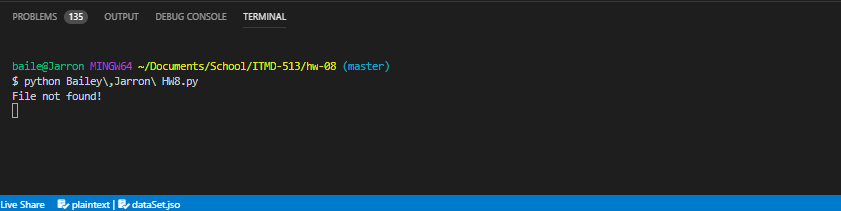 PROBLEMS 135 OUTPUT DEBUG CONSOLE TERMINAL
baile@Jarron MINGW64 ~/Documents/School/ITMD-513/hw-08 (master)
$ python Bailey\,Jarron\ HW8.py
File not found!
Live Share plaintext | dataSet.jso